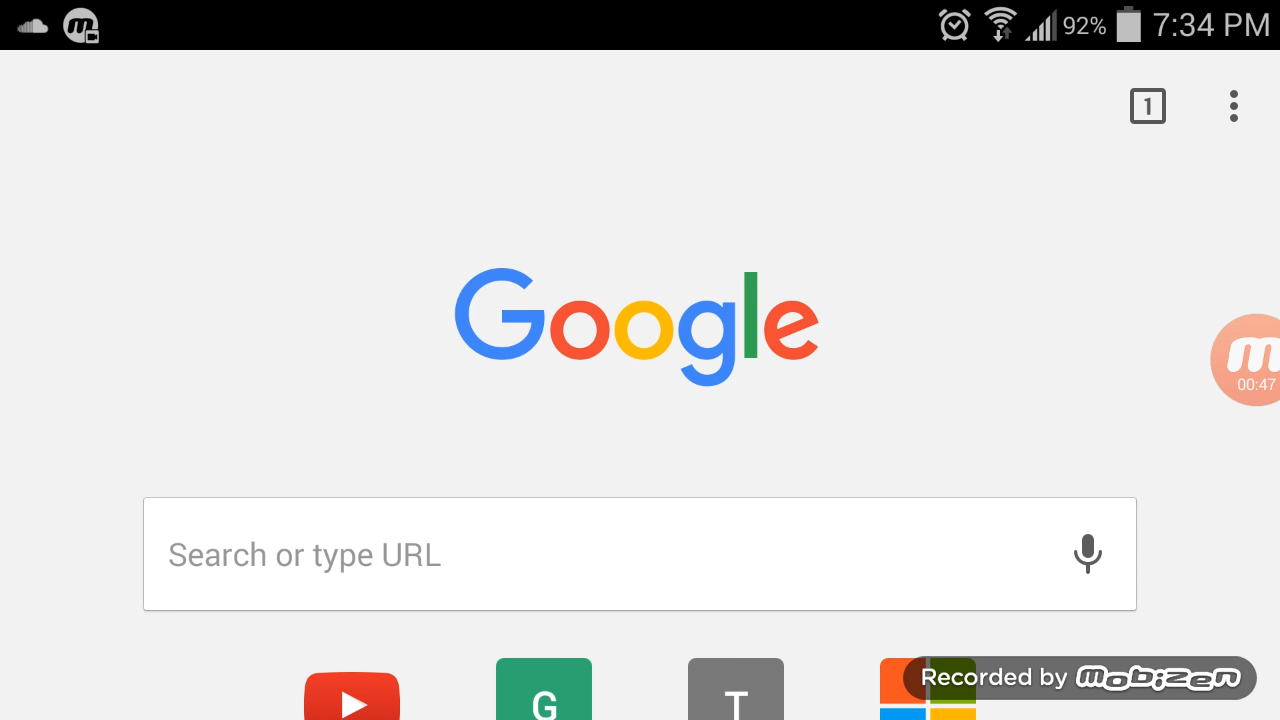 92% 7:34 PM
1
Google
00:47
Search or type URL
G T
Recorded by mobizen